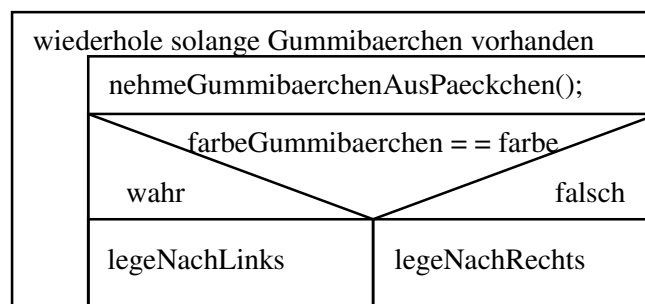 wiederhole solange Gummibaerchen vorhanden
nehmeGummibaerchenAusPaeckchen();
farbeGummibaerchen = = farbe
wahr falsch
legeNachLinks legeNachRechts